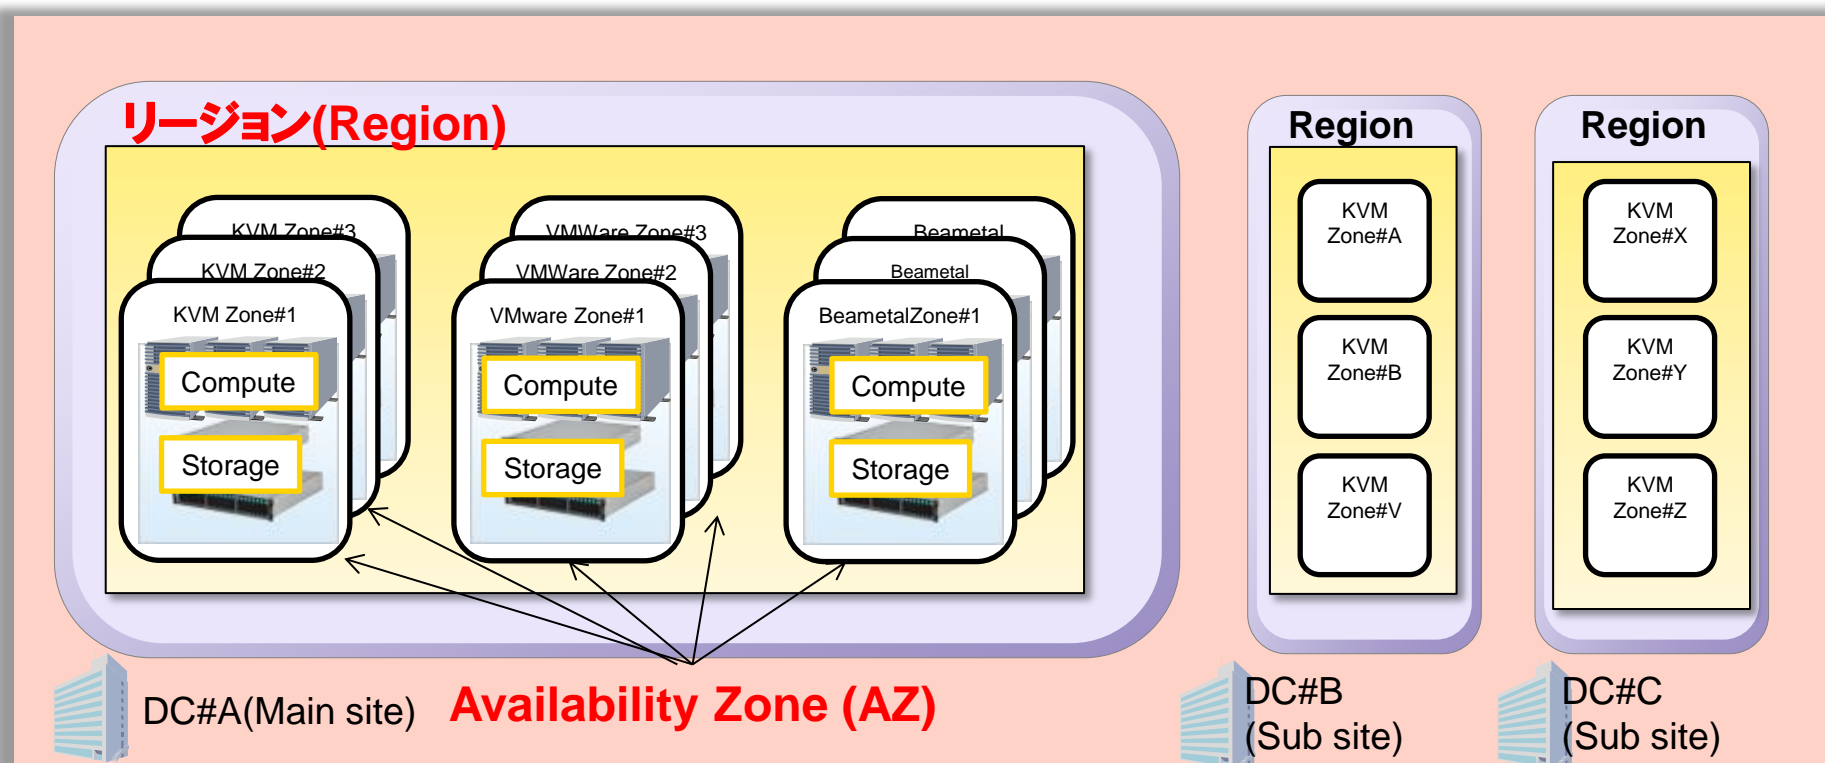 リージョン(Region)
KVM Zone#3
KVM Zone#2
KVM Zone#1
Compute
Storage
VMWare Zone#3
VMWare Zone#2
VMware Zone#1
Compute
Storage
Beametal
Beametal
BeametalZone#1
Compute
Storage
Region
KVM
Zone#A
KVM
Zone#B
KVM
Zone#V
Region
KVM
Zone#X
KVM
Zone#Y
KVM
Zone#Z
DC#A(Main site)
Availability Zone (AZ)
DC#B
(Sub site)
DC#C
(Sub site)